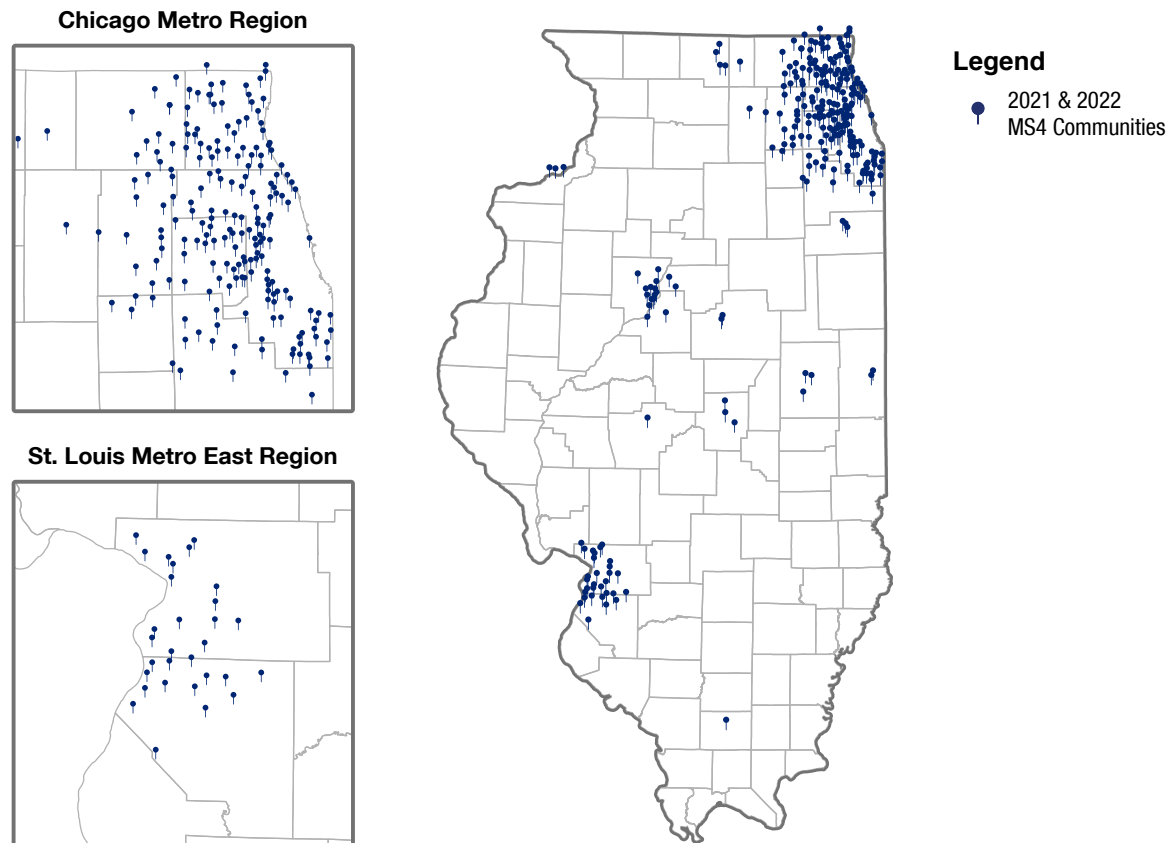 Chicago Metro Region
St. Louis Metro East Region
Legend
2021 & 2022
MS4 Communities